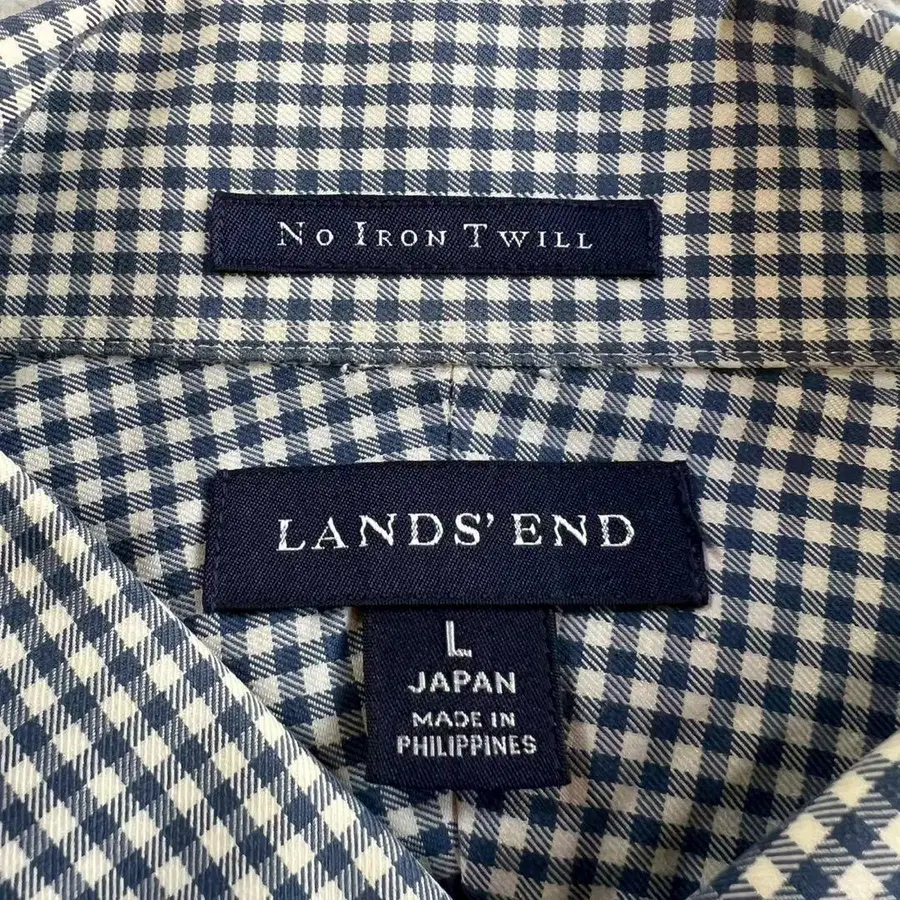 No Iron Twill
LANDS' END
L
JAPAN
MADE IN
PHILIPPINES